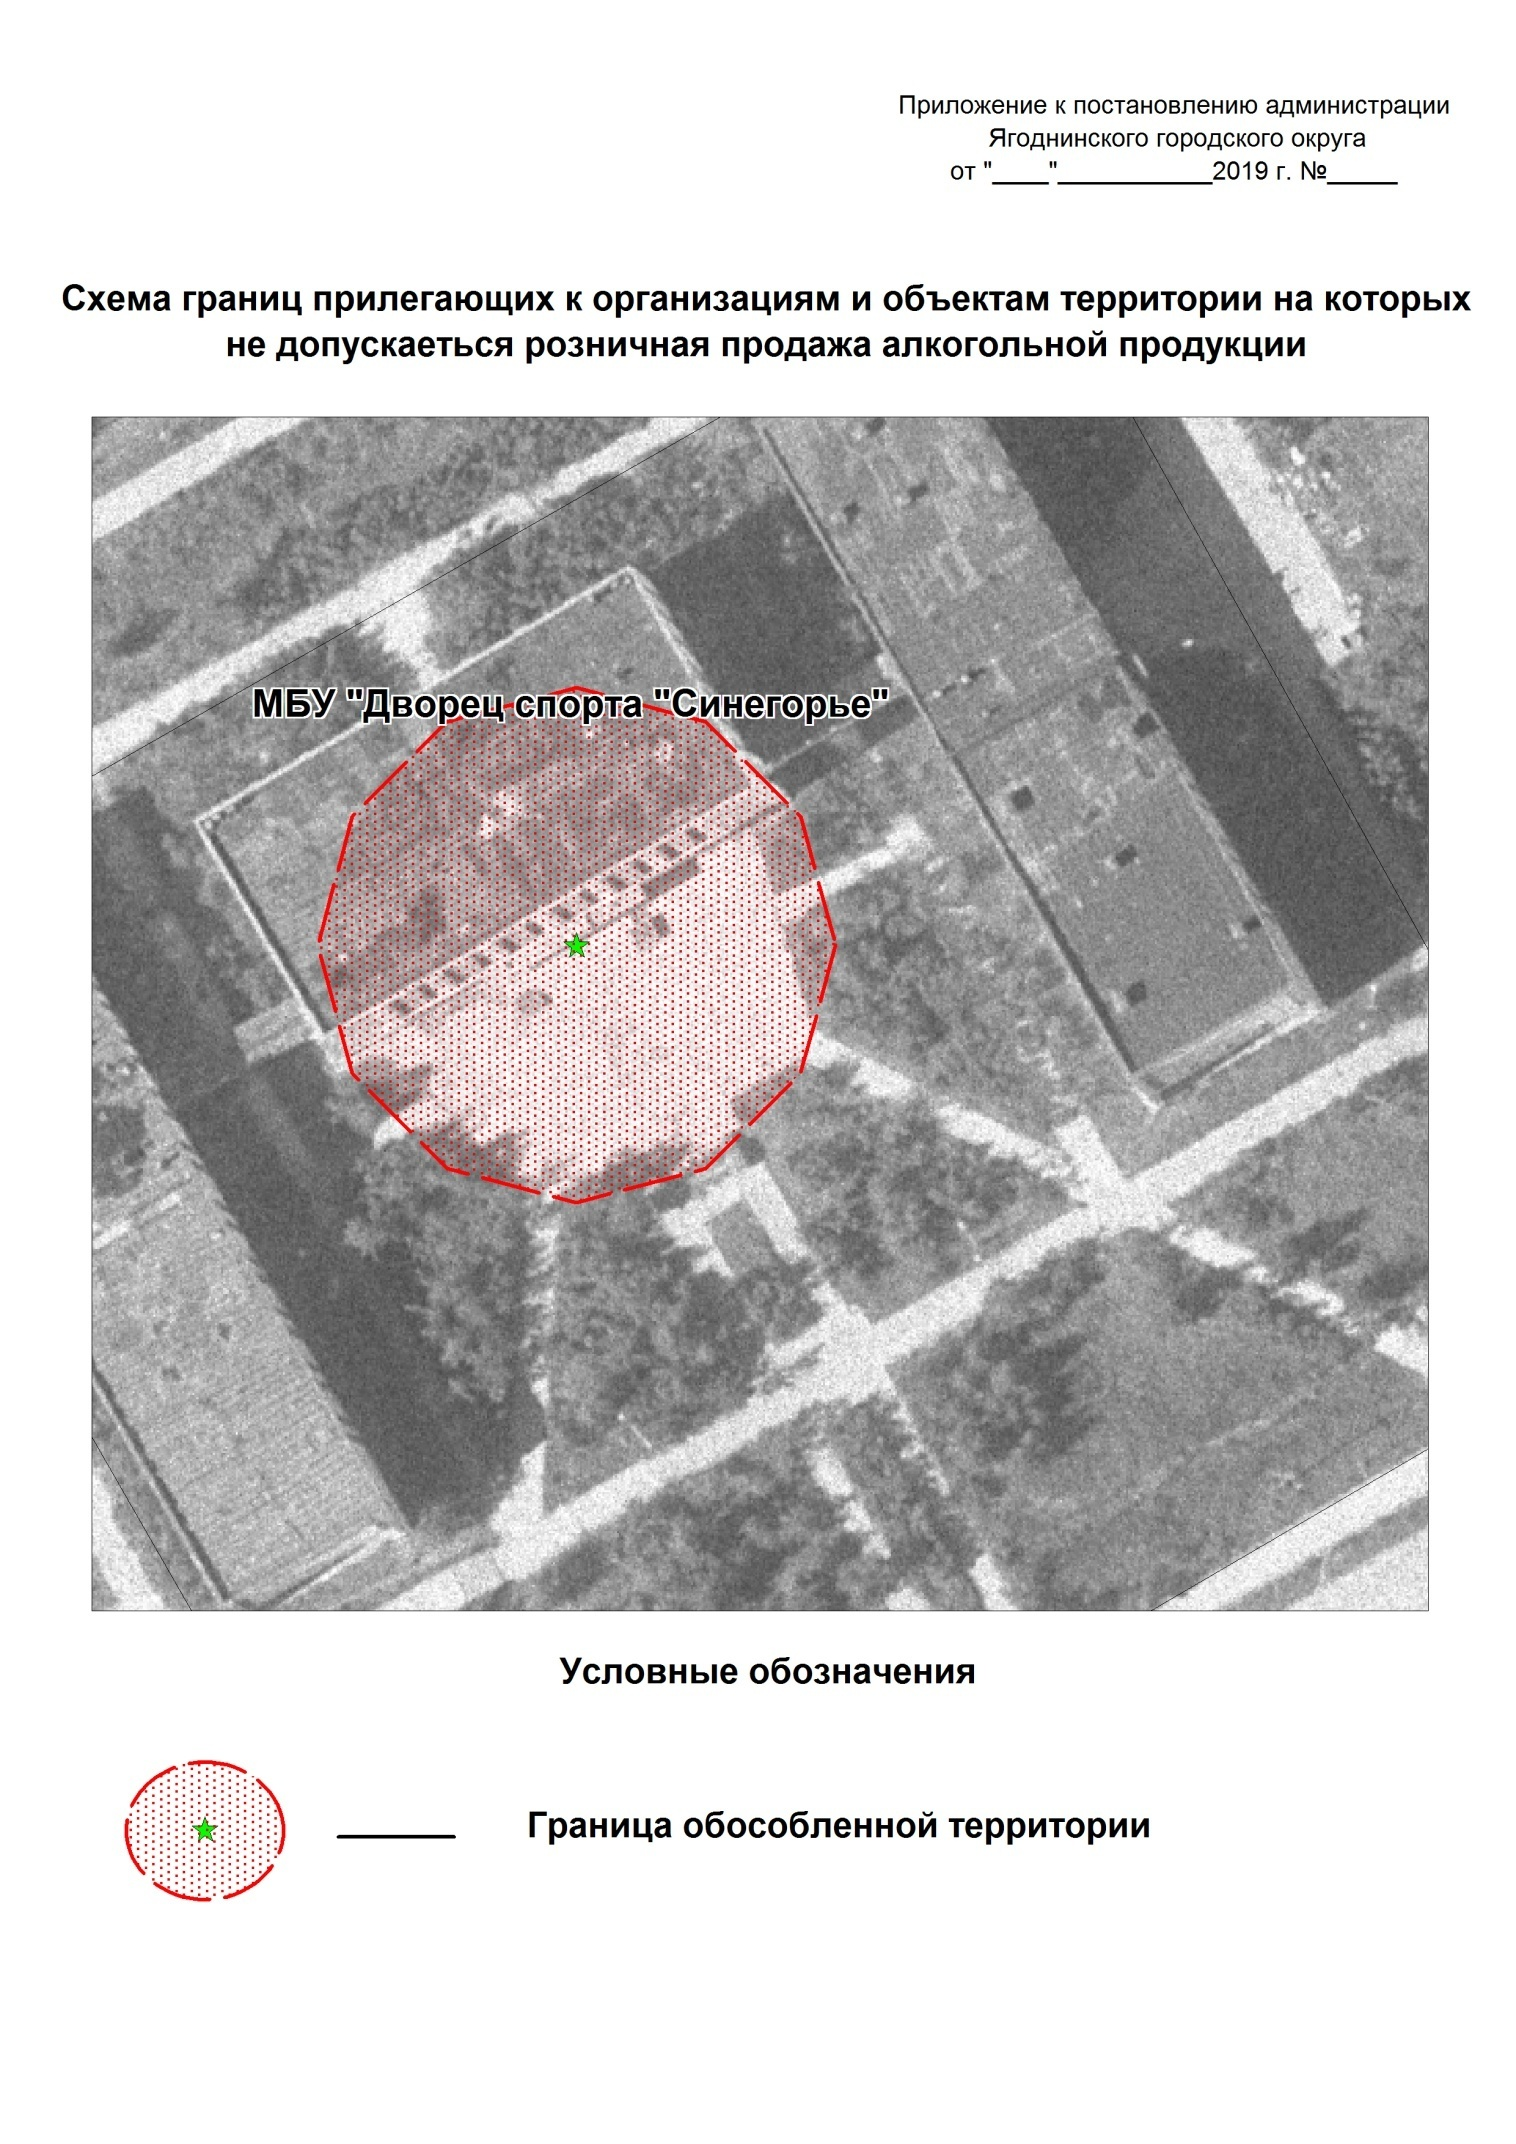 Приложение к постановлению администрации
Ягоднинского городского округа
от "____"___________2019 г. №_____
Схема границ прилегающих к организациям и объектам территории на которых
не допускаеться розничная продажа алкогольной продукции
МБУ "Дворец спорта "Синегорье"
Условные обозначения
Граница обособленной территории